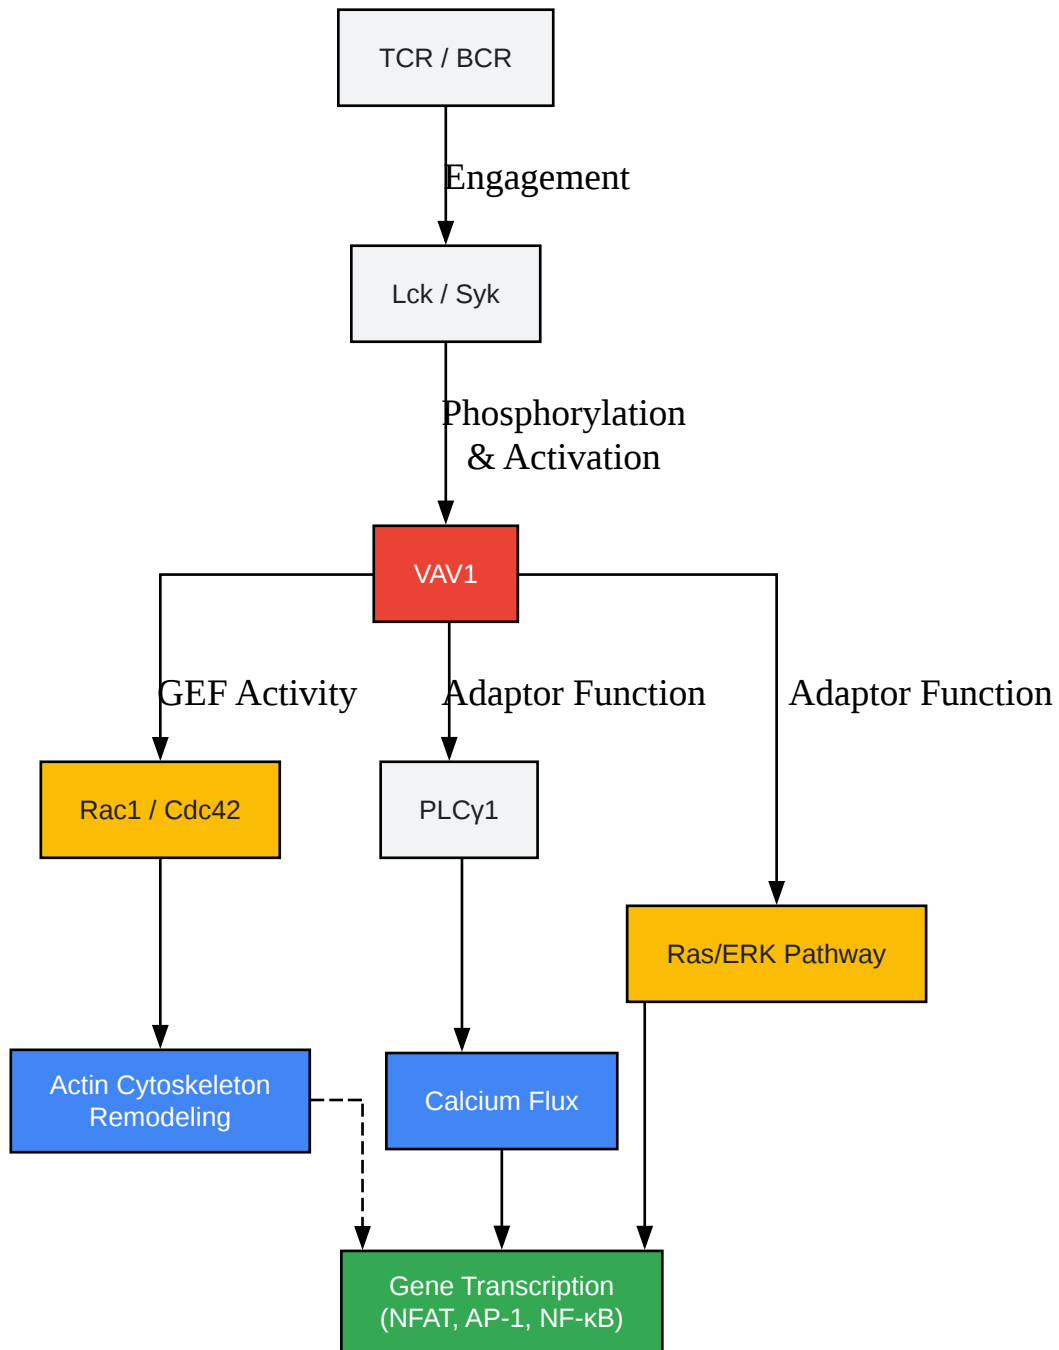 TCR / BCR
Engagement
Lck / Syk
Phosphorylation
& Activation
VAV1
GEF Activity
Adaptor Function
Adaptor Function
Rac1 / Cdc42
PLCγ1
Ras/ERK Pathway
Actin Cytoskeleton
Remodeling
Calcium Flux
Gene Transcription
(NFAT, AP-1, NF-κB)